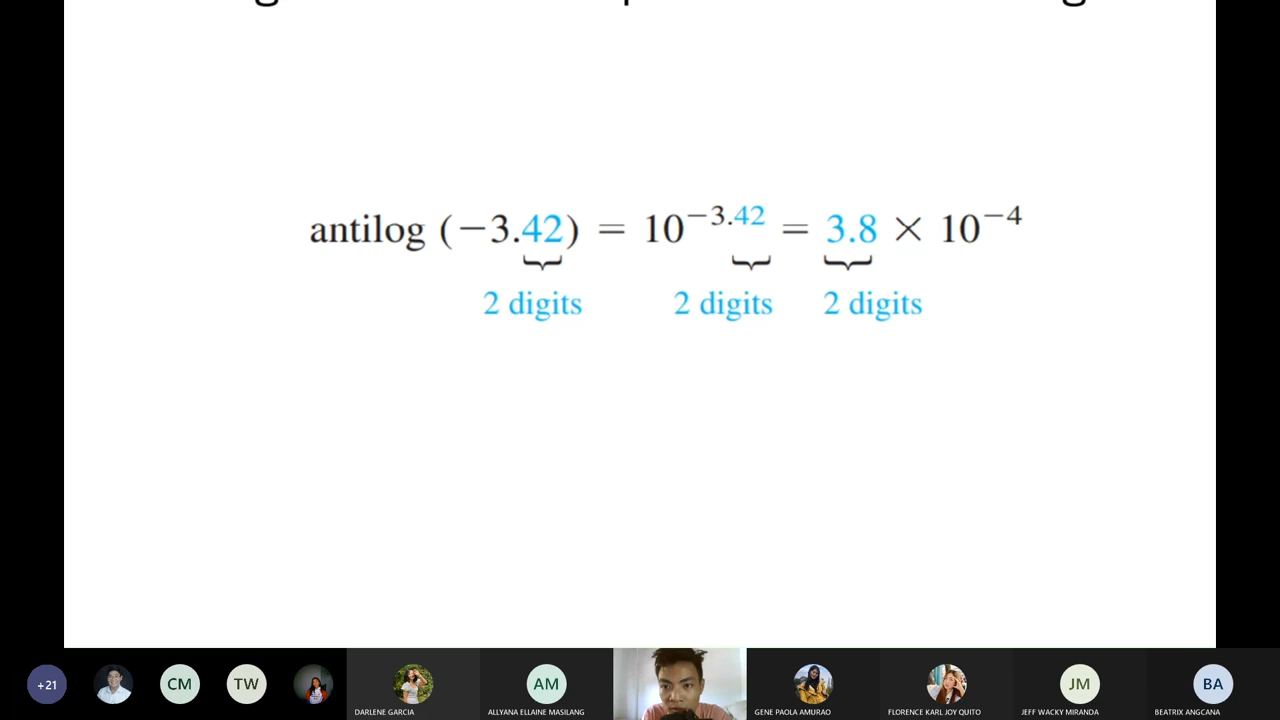 antilog (−3.42) = 10^−3.42 = 3.8 × 10^−4
2 digits 2 digits 2 digits
+21 CM TW AM JM BA
DARLENE GARCIA ALLYANA ELLAINE MASILANG GENE PAOLA AMURAO FLORENCE KARL JOY QUITO JEFF WACKY MIRANDA BEATRIX ANGCANA